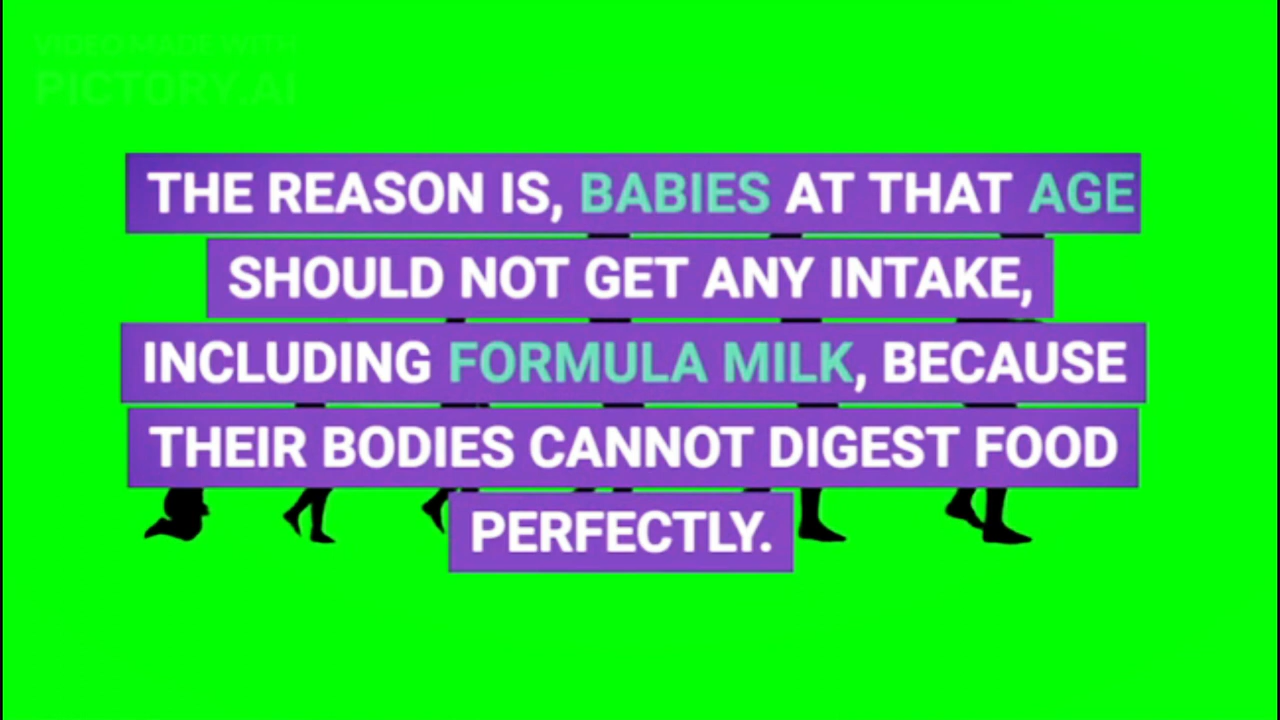 VIDEO MADE WITH
PICTORY.AI
THE REASON IS, BABIES AT THAT AGE
SHOULD NOT GET ANY INTAKE,
INCLUDING FORMULA MILK, BECAUSE
THEIR BODIES CANNOT DIGEST FOOD
PERFECTLY.